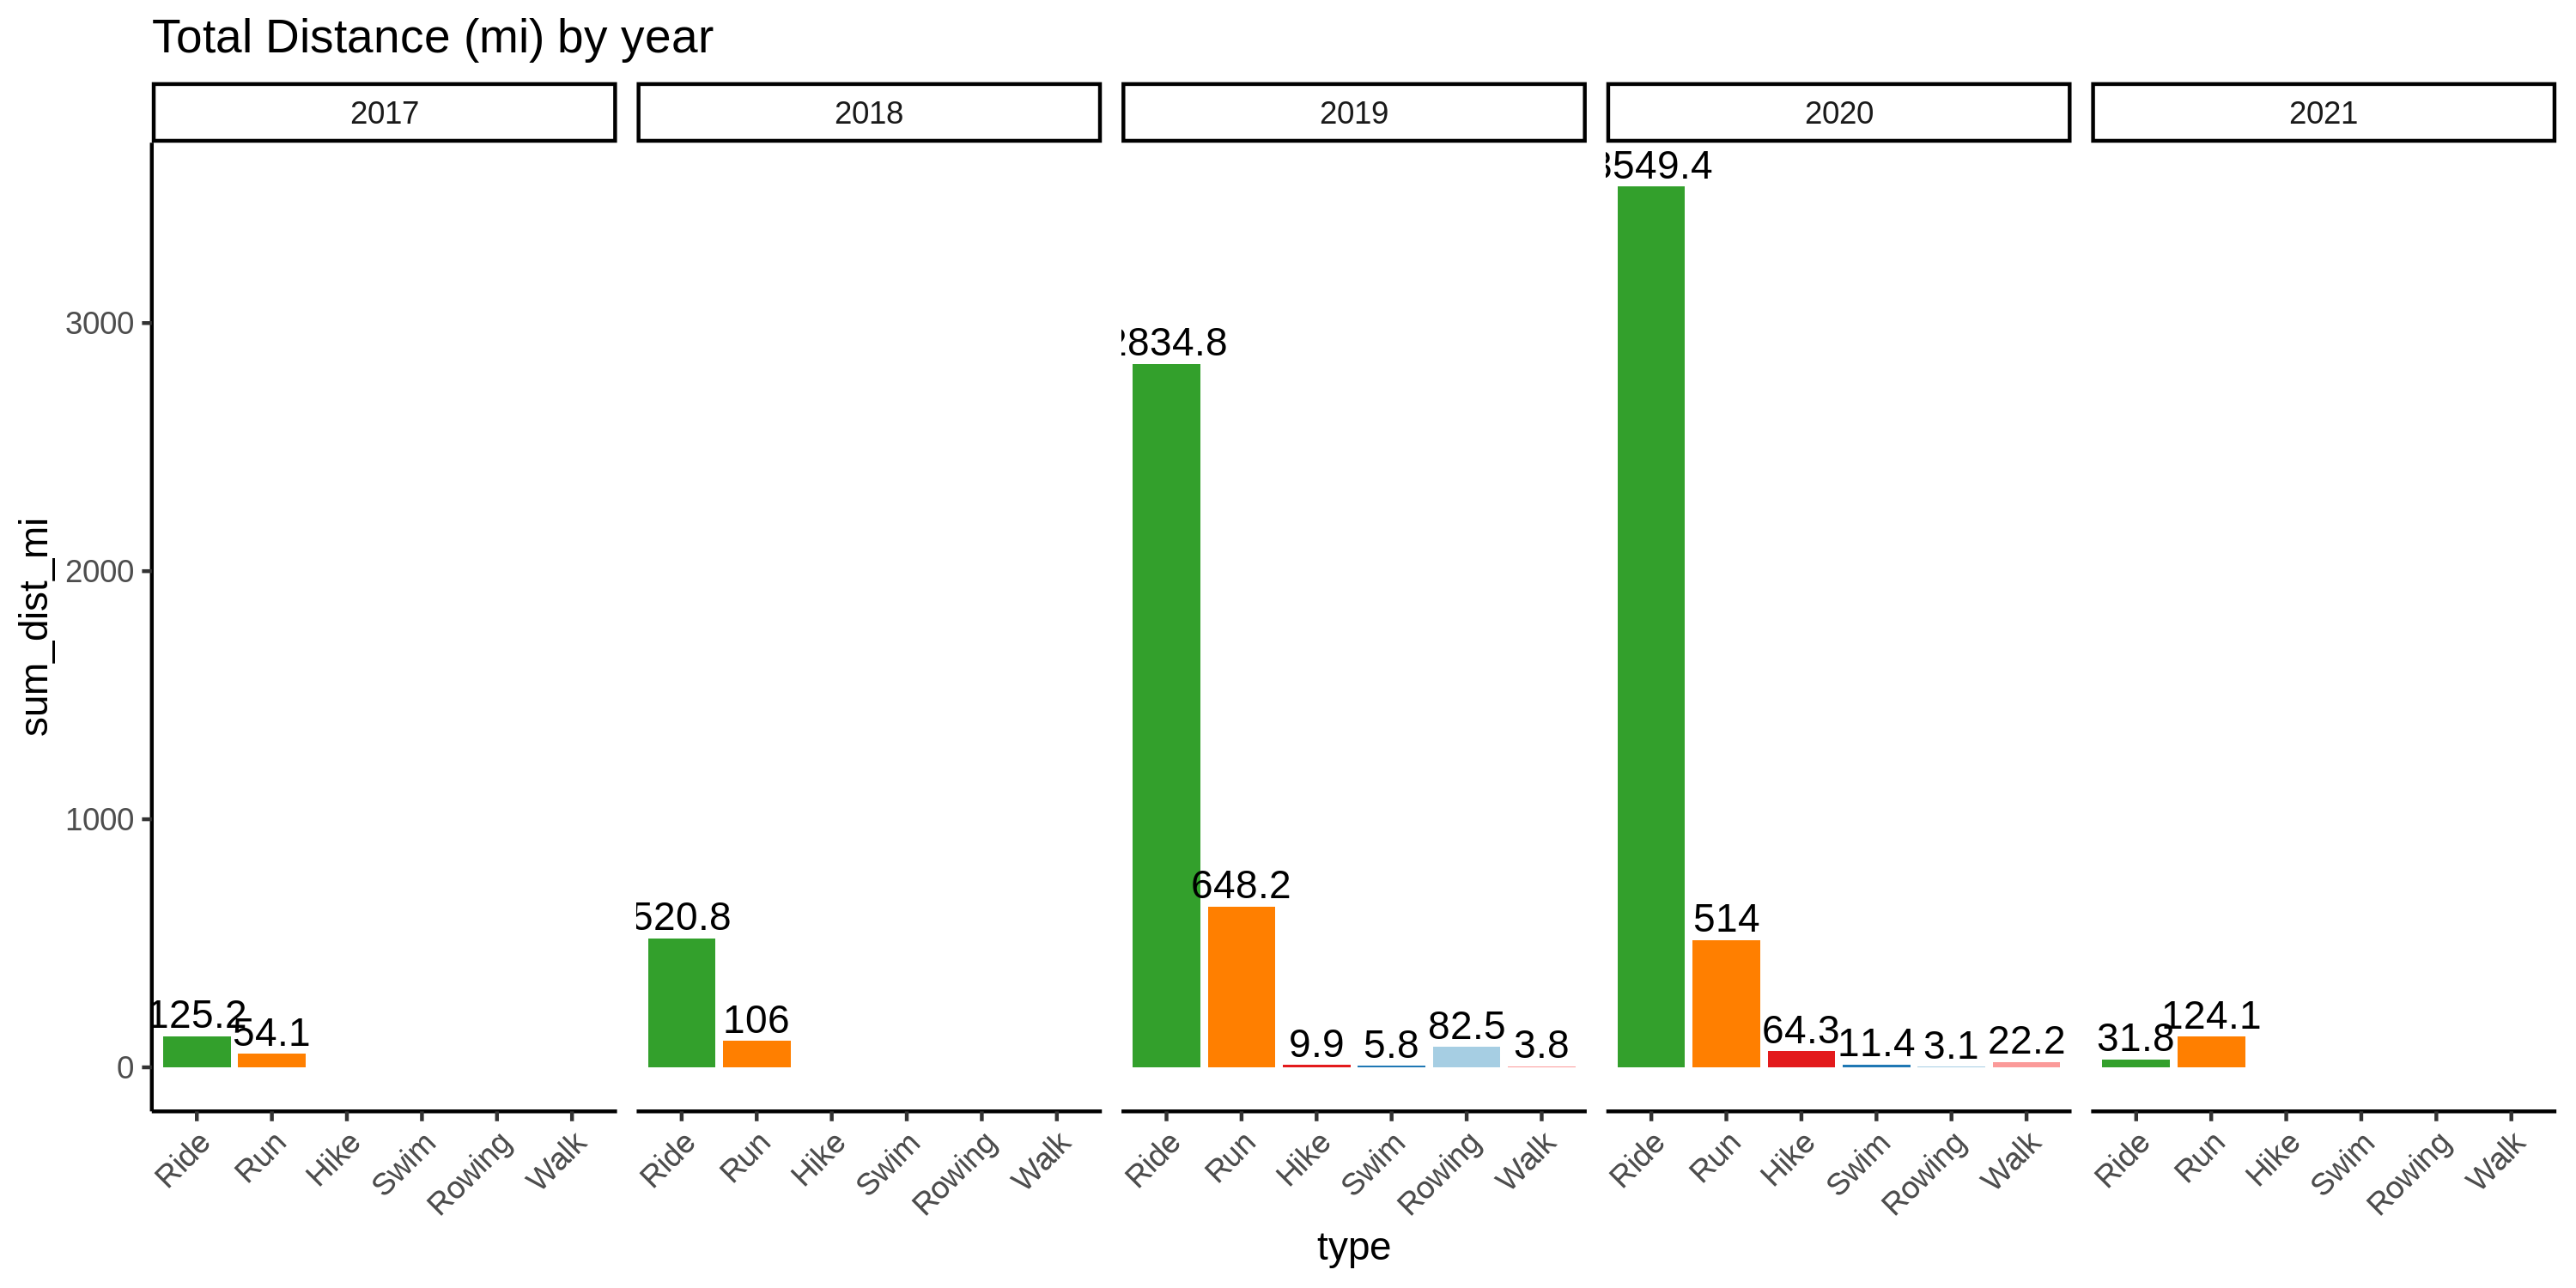 Total Distance (mi) by year
2017 2018 2019 2020 2021
3549.4
3000
2834.8
2000
1000
648.2
520.8
514
125.2 54.1
106
9.9 5.8 82.5 3.8
64.3 11.4 3.1 22.2
31.8 124.1
0
sum_dist_mi
Ride Run Hike Swim Rowing Walk
Ride Run Hike Swim Rowing Walk
Ride Run Hike Swim Rowing Walk
Ride Run Hike Swim Rowing Walk
Ride Run Hike Swim Rowing Walk
type